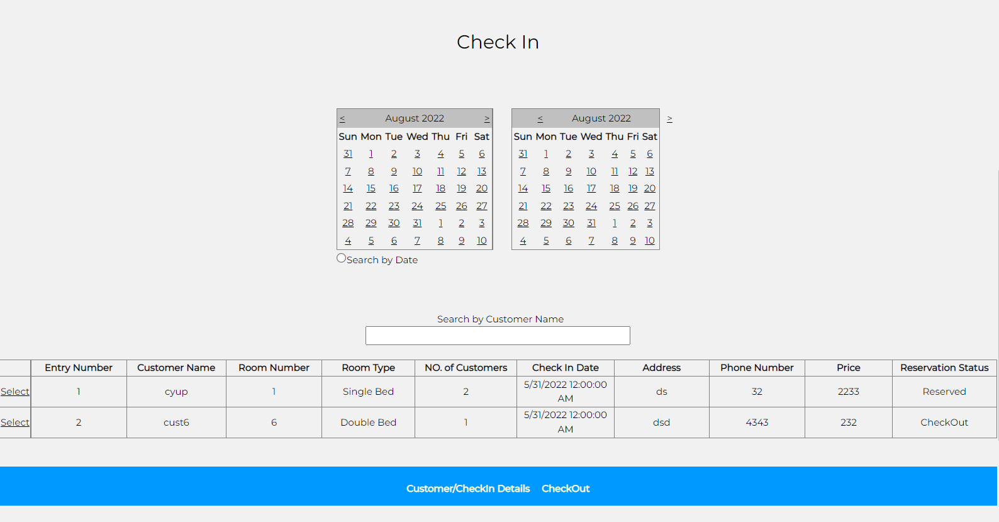 Check In
< August 2022 >
Sun Mon Tue Wed Thu Fri Sat
31 1 2 3 4 5 6
7 8 9 10 11 12 13
14 15 16 17 18 19 20
21 22 23 24 25 26 27
28 29 30 31 1 2 3
4 5 6 7 8 9 10
< August 2022 >
Sun Mon Tue Wed Thu Fri Sat
31 1 2 3 4 5 6
7 8 9 10 11 12 13
14 15 16 17 18 19 20
21 22 23 24 25 26 27
28 29 30 31 1 2 3
4 5 6 7 8 9 10
Search by Date
Search by Customer Name
Entry Number Customer Name Room Number Room Type NO. of Customers Check In Date Address Phone Number Price Reservation Status
Select 1 cyup 1 Single Bed 2 5/31/2022 12:00:00 AM ds 32 2233 Reserved
Select 2 cust6 6 Double Bed 1 5/31/2022 12:00:00 AM dsd 4343 232 CheckOut
Customer/CheckIn Details CheckOut